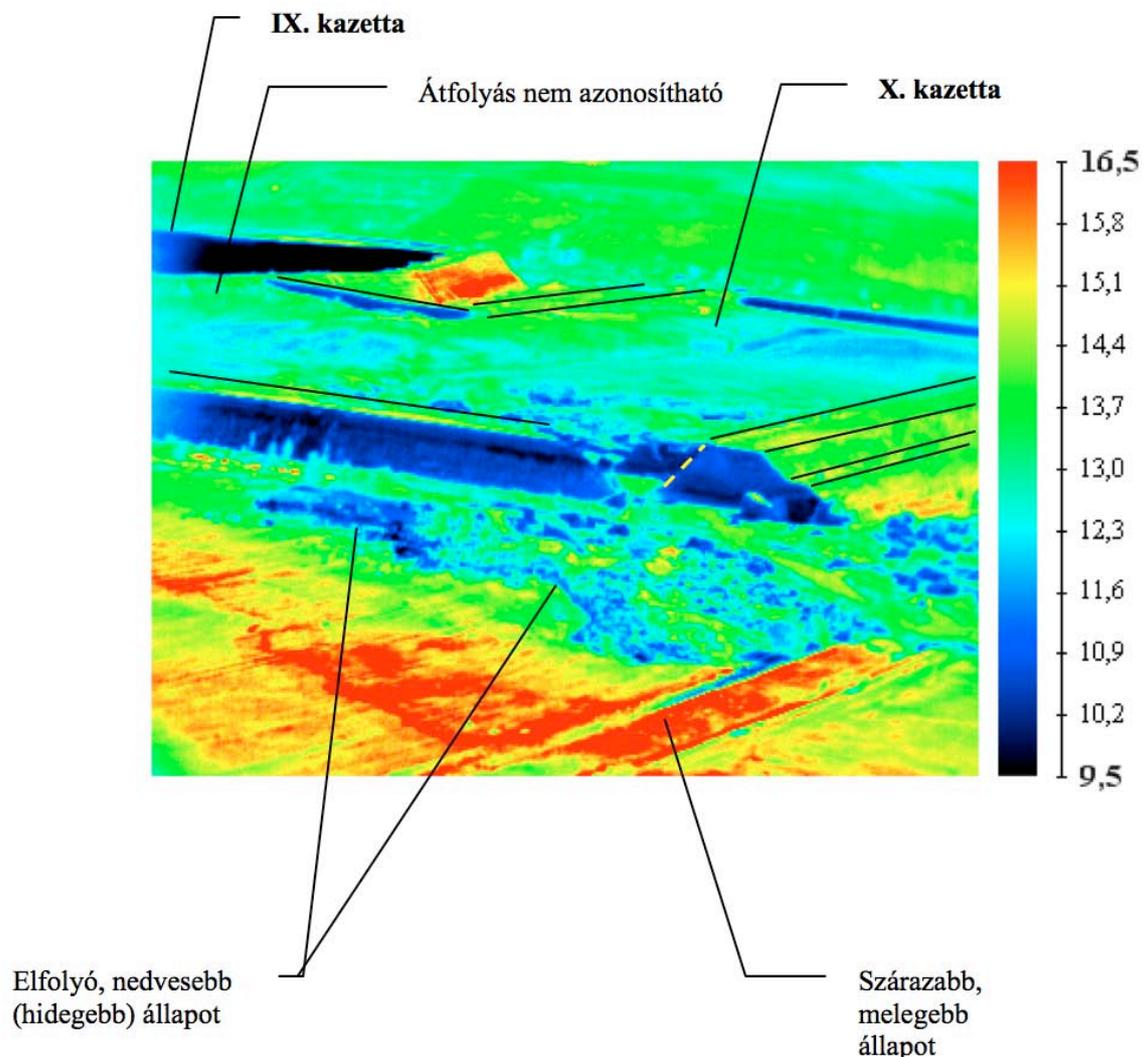 IX. kazetta
Átfolyás nem azonosítható
X. kazetta
16,5
15,8
15,1
14,4
13,7
13,0
12,3
11,6
10,9
10,2
9,5
Elfolyó, nedvesebb
(hidegebb) állapot
Szárazabb,
melegebb
állapot